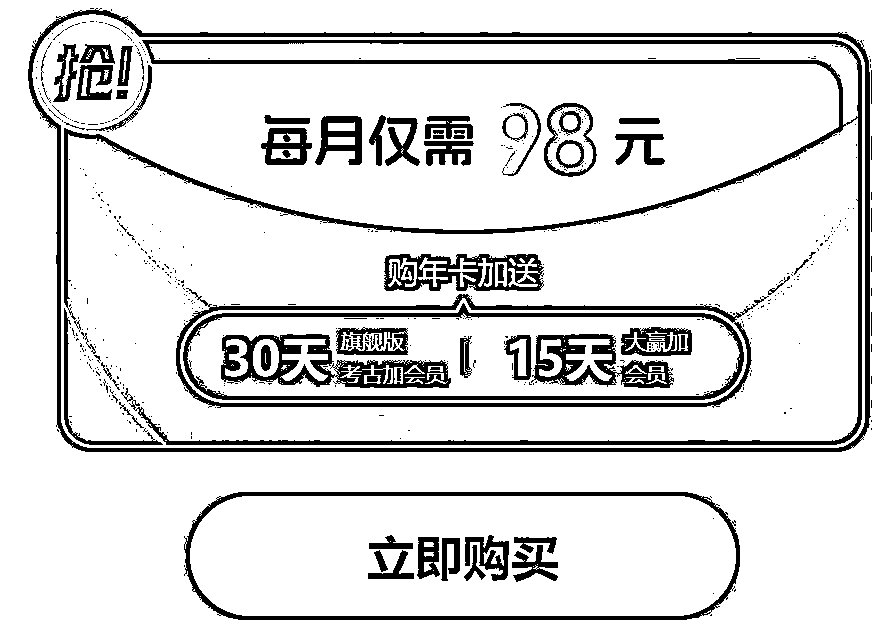 抢!
每月仅需 98 元
购年卡加送
30天 旗舰版
考古加会员
15天 大赢加
会员
立即购买